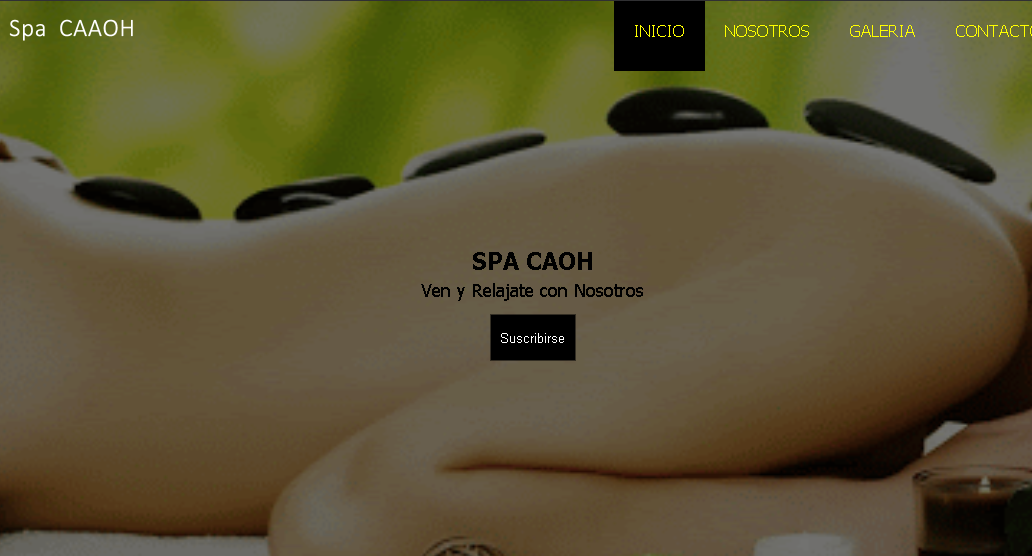 Spa CAAOH
INICIO
NOSOTROS
GALERIA
CONTACTO
SPA CAOH
Ven y Relajate con Nosotros
Suscribirse